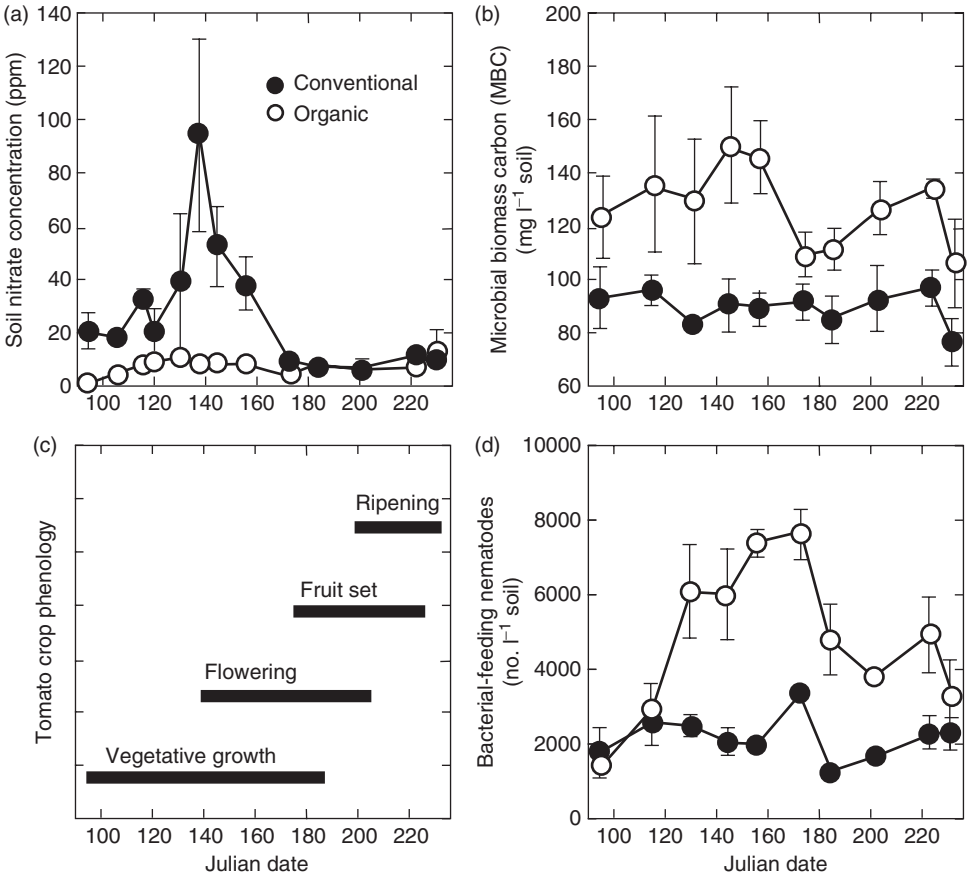 (a)
Soil nitrate concentration (ppm)
140
120
100
80
60
40
20
0
Conventional
Organic
100 120 140 160 180 200 220
(b)
Microbial biomass carbon (MBC)
(mg l⁻¹ soil)
200
180
160
140
120
100
80
60
100 120 140 160 180 200 220
(c)
Tomato crop phenology
Ripening
Fruit set
Flowering
Vegetative growth
100 120 140 160 180 200 220
Julian date
(d)
Bacterial-feeding nematodes
(no. l⁻¹ soil)
10000
8000
6000
4000
2000
0
100 120 140 160 180 200 220
Julian date